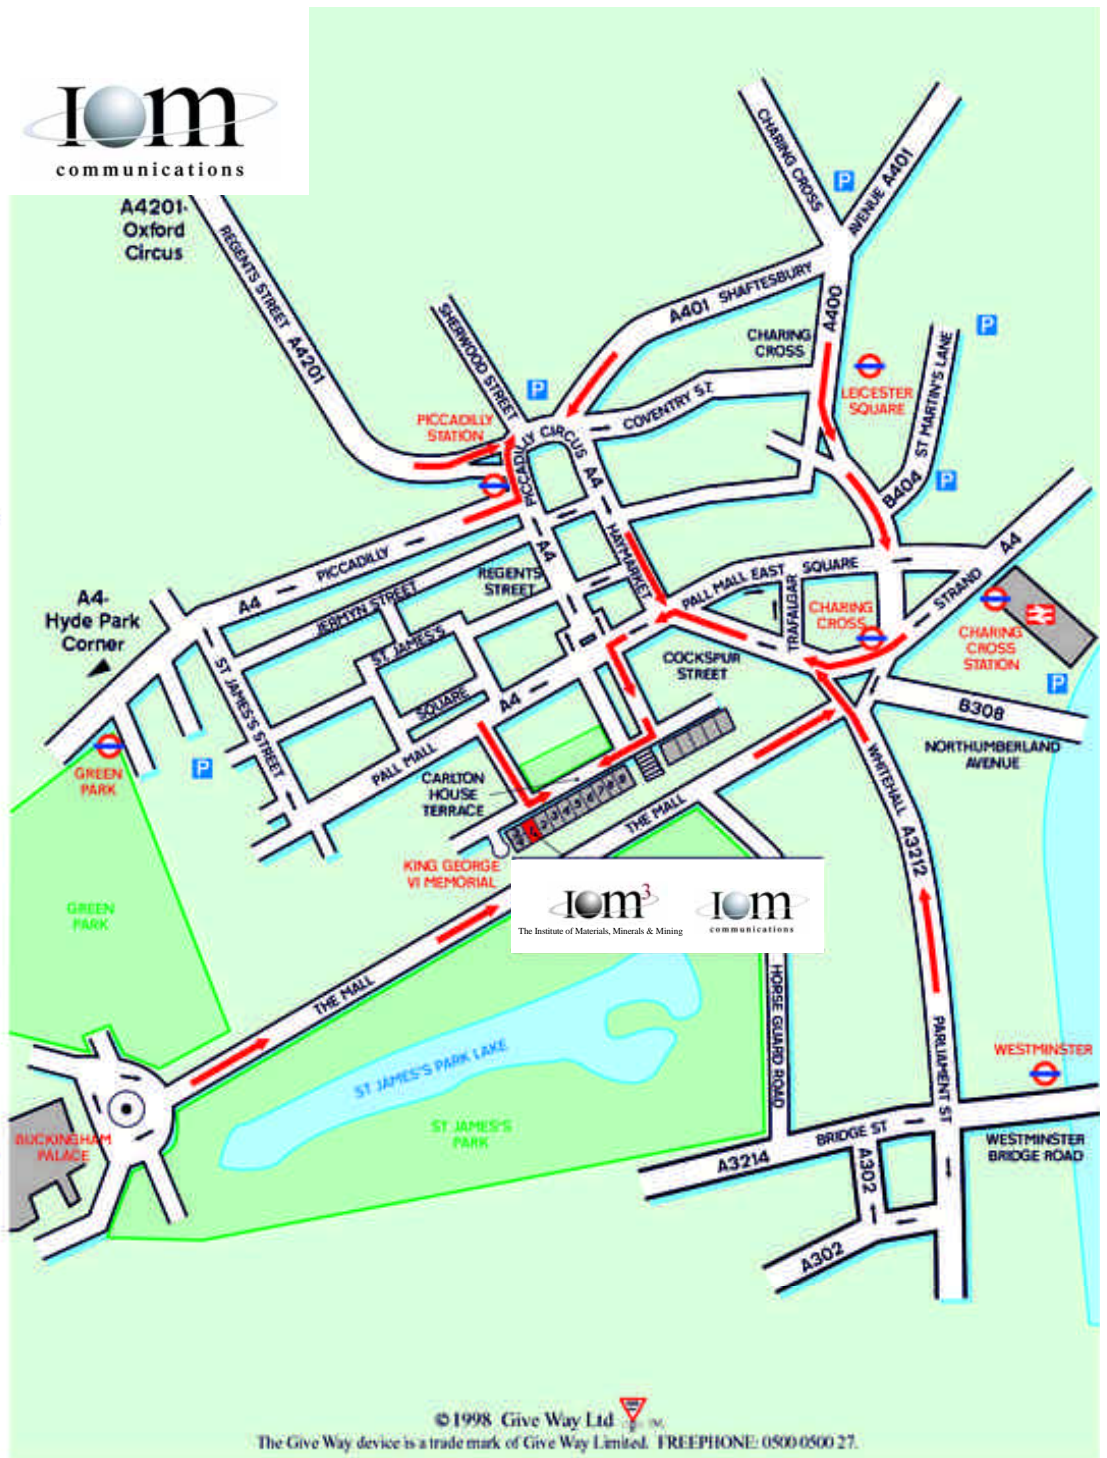 IOM
communications
A4201-
Oxford
Circus
REGENTS STREET A4201
SHERWOOD STREET
CHARING CROSS
AVENUE A401
P
A401 SHAFTESBURY
A400
CHARING
CROSS
P
ST MARTIN'S LANE
LEICESTER
SQUARE
P
COVENTRY ST.
PICCADILLY
STATION
PICCADILLY CIRCUS
A4
PICCADILLY
HAYMARKET
B404
P
A4
STRAND
A4
PICCADILLY
A4
JERMYN STREET
REGENTS
STREET
PALL MALL EAST
SQUARE
TRAFALGAR
CHARING
CROSS
CHARING
CROSS
STATION
A4-
Hyde Park
Corner
ST. JAMES'S
SQUARE
ST JAMES'S STREET
COCKSPUR
STREET
A4
PALL MALL
P
B308
NORTHUMBERLAND
AVENUE
P
GREEN
PARK
CARLTON
HOUSE
TERRACE
THE MALL
WHITEHALL A3212
KING GEORGE
VI MEMORIAL
GREEN
PARK
IOM3
The Institute of Materials, Minerals & Mining
IOM
communications
THE MALL
HORSE GUARD ROAD
PARLIAMENT ST
WESTMINSTER
ST JAMES'S PARK LAKE
ST JAMES'S
PARK
BUCKINGHAM
PALACE
BRIDGE ST
A3214
A302
WESTMINSTER
BRIDGE ROAD
A302
©1998 Give Way Ltd
The Give Way device is a trade mark of Give Way Limited. FREEPHONE: 0500 0500 27.